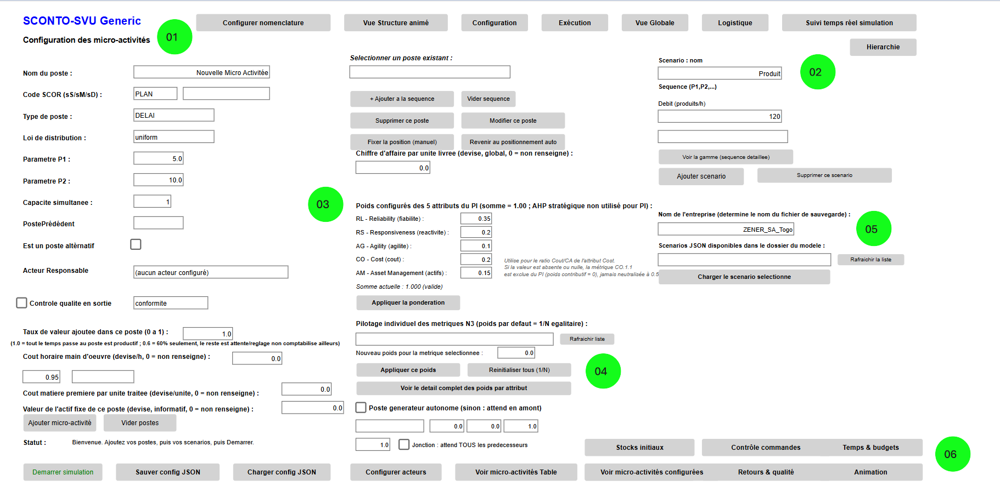 SCONTO-SVU Generic
Configuration des micro-activités
01
Configurer nomenclature
Vue Structure animé
Configuration
Exécution
Vue Globale
Logistique
Suivi temps réel simulation
Hierarchie
Nom du poste :
Nouvelle Micro Activitée
Code SCOR (sS/sM/sD) :
PLAN
Type de poste :
DELAI
Loi de distribution :
uniform
Parametre P1 :
5.0
Parametre P2 :
10.0
Capacite simultanee :
1
PostePrédédent
Est un poste altèrnatif
Acteur Responsable
(aucun acteur configuré)
Controle qualite en sortie
conformite
Taux de valeur ajoutee dans ce poste (0 a 1) :
1.0
(1.0 = tout le temps passe au poste est productif ; 0.6 = 60% seulement, le reste est attente/reglage non comptabilise ailleurs)
Cout horaire main d'oeuvre (devise/h, 0 = non renseigne) :
0.0
0.95
Cout matiere premiere par unite traitee (devise/unite, 0 = non renseigne) :
0.0
Valeur de l'actif fixe de ce poste (devise, informatif, 0 = non renseigne) :
0.0
Ajouter micro-activité
Vider postes
Statut :
Bienvenue. Ajoutez vos postes, puis vos scenarios, puis Demarrer.
Selectionner un poste existant :
+ Ajouter a la sequence
Vider sequence
Supprimer ce poste
Modifier ce poste
Fixer la position (manuel)
Revenir au positionnement auto
Chiffre d'affaire par unite livree (devise, global, 0 = non renseigne) :
0.0
03
Poids configurés des 5 attributs du PI (somme = 1.00 ; AHP stratégique non utilisé pour PI) :
RL - Reliability (fiabilite) :
0.35
RS - Responsiveness (reactivite) :
0.2
AG - Agility (agilite) :
0.1
CO - Cost (cout) :
0.2
AM - Asset Management (actifs) :
0.15
Utilise pour le ratio Cout/CA de l'attribut Cost.
Si la valeur est absente ou nulle, la métrique CO.1.1
est exclue du PI (poids contributif = 0), jamais neutralisée à 0.5
Somme actuelle : 1.000 (valide)
Appliquer la ponderation
Pilotage individuel des metriques N3 (poids par defaut = 1/N egalitaire) :
Rafraichir liste
Nouveau poids pour la metrique selectionnee :
0.0
Appliquer ce poids
Reinitialiser tous (1/N)
04
Voir le detail complet des poids par attribut
Poste generateur autonome (sinon : attend en amont)
0.0
0.0
1.0
1.0
Jonction : attend TOUS les predecesseurs
Scenario : nom
02
Produit
Sequence (P1,P2,...)
Debit (produits/h)
120
Voir la gamme (sequence detaillee)
Ajouter scenario
Supprimer ce scenario
Nom de l'entreprise (determine le nom du fichier de sauvegarde) :
ZENER_SA_Togo
05
Scenarios JSON disponibles dans le dossier du modele :
Rafraichir la liste
Charger le scenario selectionne
Stocks initiaux
Contrôle commandes
Temps & budgets
06
Demarrer simulation
Sauver config JSON
Charger config JSON
Configurer acteurs
Voir micro-activités Table
Voir micro-activités configurées
Retours & qualité
Animation